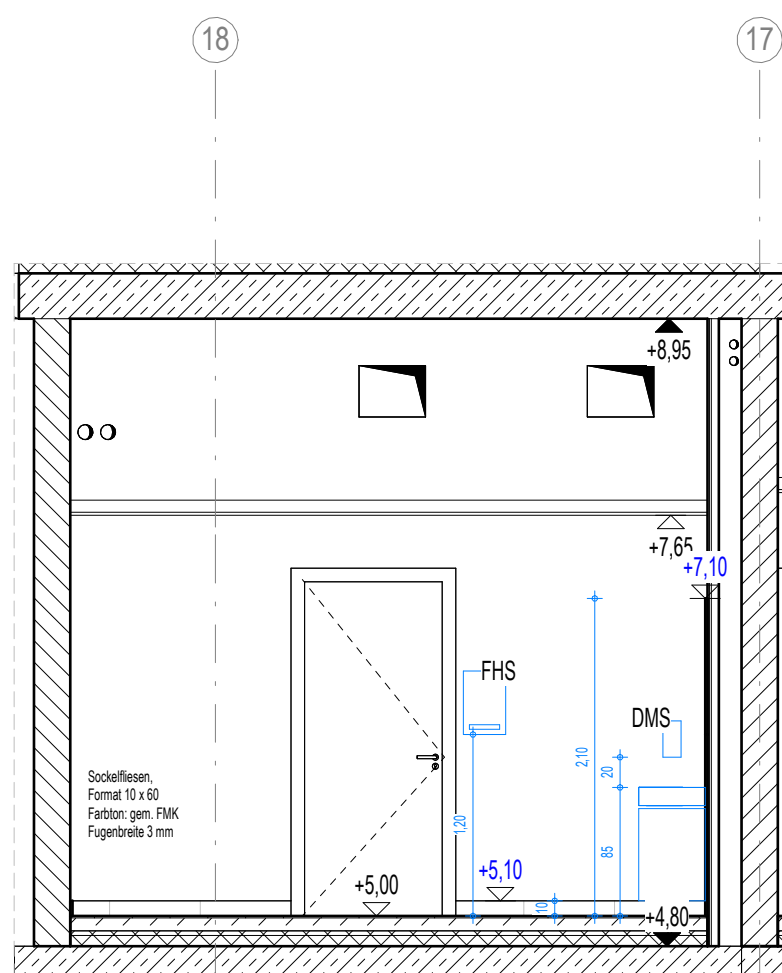 18
17
+8,95
+7,65
+7,10
FHS
DMS
2,10
20
Sockelfliesen,
Format 10 x 60
Farbton: gem. FMK
Fugenbreite 3 mm
1,20
85
+5,10
+5,00
10
+4,80